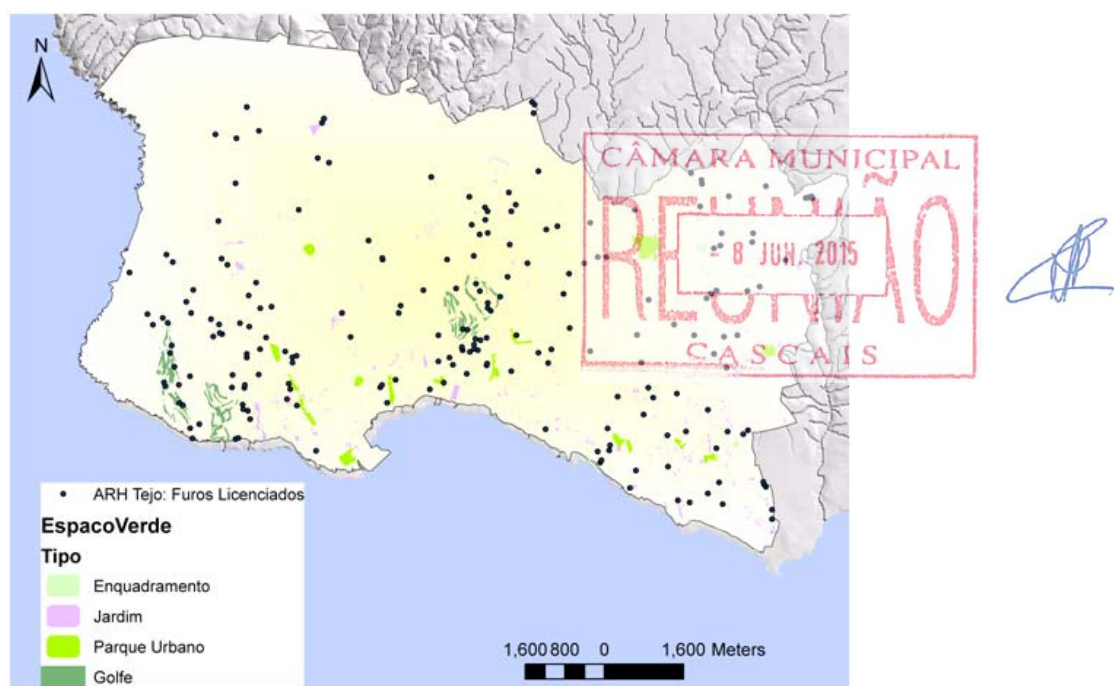 N
CÂMARA MUNICIPAL
REUNIÃO
- 8 JUN. 2015
CASCAIS
ARH Tejo: Furos Licenciados
EspacoVerde
Tipo
Enquadramento
Jardim
Parque Urbano
Golfe
1,600 800 0 1,600 Meters